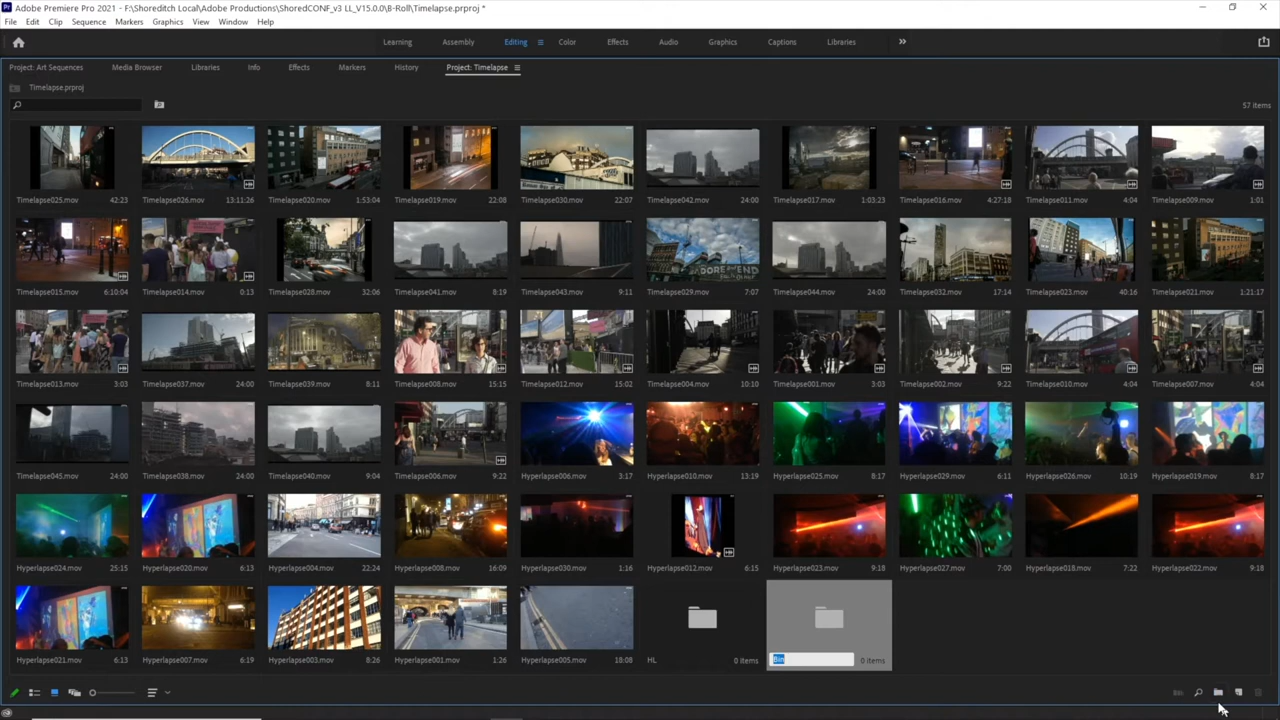 Adobe Premiere Pro 2021 - F:\Shoreditch Local\Adobe Productions\ShoredCONF_v3 LL_V15.0.0\B-Roll\Timelapse.prproj *
File Edit Clip Sequence Markers Graphics View Window Help
Learning Assembly Editing Color Effects Audio Graphics Captions Libraries
Project: Art Sequences Media Browser Libraries Info Effects Markers History Project: Timelapse
Timelapse.prproj
57 items
Timelapse025.mov 42:23 Timelapse026.mov 13:11:26 Timelapse020.mov 1:53:04 Timelapse019.mov 22:08 Timelapse030.mov 22:07 Timelapse042.mov 24:00 Timelapse017.mov 1:03:23 Timelapse016.mov 4:27:18 Timelapse011.mov 4:04 Timelapse009.mov 1:01
Timelapse015.mov 6:10:04 Timelapse014.mov 0:13 Timelapse028.mov 32:06 Timelapse041.mov 8:19 Timelapse043.mov 9:11 Timelapse029.mov 7:07 Timelapse044.mov 24:00 Timelapse032.mov 17:14 Timelapse023.mov 40:16 Timelapse021.mov 1:21:17
Timelapse013.mov 3:03 Timelapse037.mov 24:00 Timelapse039.mov 8:11 Timelapse008.mov 15:15 Timelapse012.mov 15:02 Timelapse004.mov 10:10 Timelapse001.mov 3:03 Timelapse002.mov 9:22 Timelapse010.mov 4:04 Timelapse007.mov 4:04
Timelapse045.mov 24:00 Timelapse038.mov 24:00 Timelapse040.mov 9:04 Timelapse006.mov 9:22 Hyperlapse006.mov 3:17 Hyperlapse010.mov 13:19 Hyperlapse025.mov 8:17 Hyperlapse029.mov 6:11 Hyperlapse026.mov 10:19 Hyperlapse019.mov 8:17
Hyperlapse024.mov 25:15 Hyperlapse020.mov 6:13 Hyperlapse004.mov 22:24 Hyperlapse008.mov 16:09 Hyperlapse030.mov 1:16 Hyperlapse012.mov 6:15 Hyperlapse023.mov 9:18 Hyperlapse027.mov 7:00 Hyperlapse018.mov 7:22 Hyperlapse022.mov 9:18
Hyperlapse021.mov 6:13 Hyperlapse007.mov 6:19 Hyperlapse003.mov 8:26 Hyperlapse001.mov 1:26 Hyperlapse005.mov 18:08 HL 0 items Bin 0 items